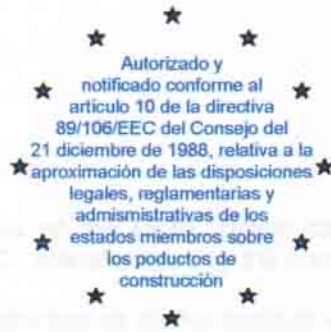 Autorizado y
notificado conforme al
artículo 10 de la directiva
89/106/EEC del Consejo del
21 diciembre de 1988, relativa a la
aproximación de las disposiciones
legales, reglamentarias y
admismistrativas de los
estados miembros sobre
los poductos de
construcción